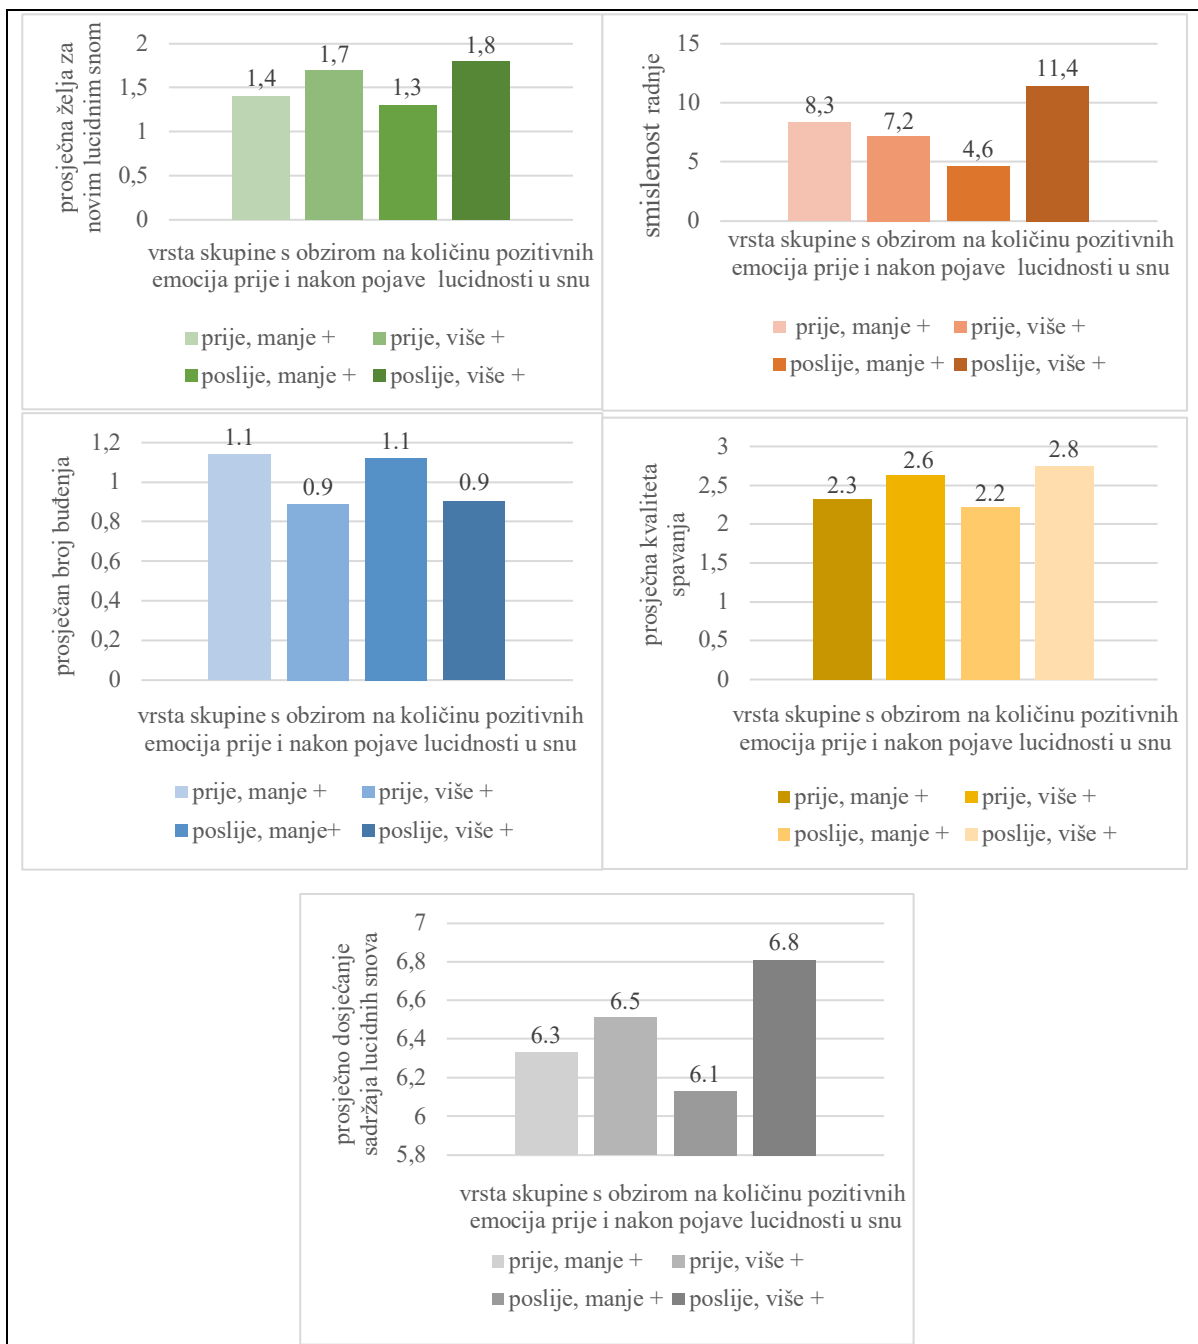 prosječna želja za
novim lucidnim snom
2
1,5
1
0,5
0
1,4
1,7
1,3
1,8
vrsta skupine s obzirom na količinu pozitivnih
emocija prije i nakon pojave lucidnosti u snu
prije, manje +
prije, više +
poslije, manje +
poslije, više +
smislenost radnje
15
10
5
0
8,3
7,2
4,6
11,4
vrsta skupine s obzirom na količinu pozitivnih
emocija prije i nakon pojave lucidnosti u snu
prije, manje +
prije, više +
poslije, manje +
poslije, više +
prosječan broj buđenja
1,2
1
0,8
0,6
0,4
0,2
0
1.1
0.9
1.1
0.9
vrsta skupine s obzirom na količinu pozitivnih
emocija prije i nakon pojave lucidnosti u snu
prije, manje +
prije, više +
poslije, manje+
poslije, više +
prosječna kvaliteta
spavanja
3
2,5
2
1,5
1
0,5
0
2.3
2.6
2.2
2.8
vrsta skupine s obzirom na količinu pozitivnih
emocija prije i nakon pojave lucidnosti u snu
prije, manje +
prije, više +
poslije, manje +
poslije, više +
prosječno dosjećanje
sadržaja lucidnih snova
7
6,8
6,6
6,4
6,2
6
5,8
6.3
6.5
6.1
6.8
vrsta skupine s obzirom na količinu pozitivnih
emocija prije i nakon pojave lucidnosti u snu
prije, manje +
prije, više +
poslije, manje +
poslije, više +